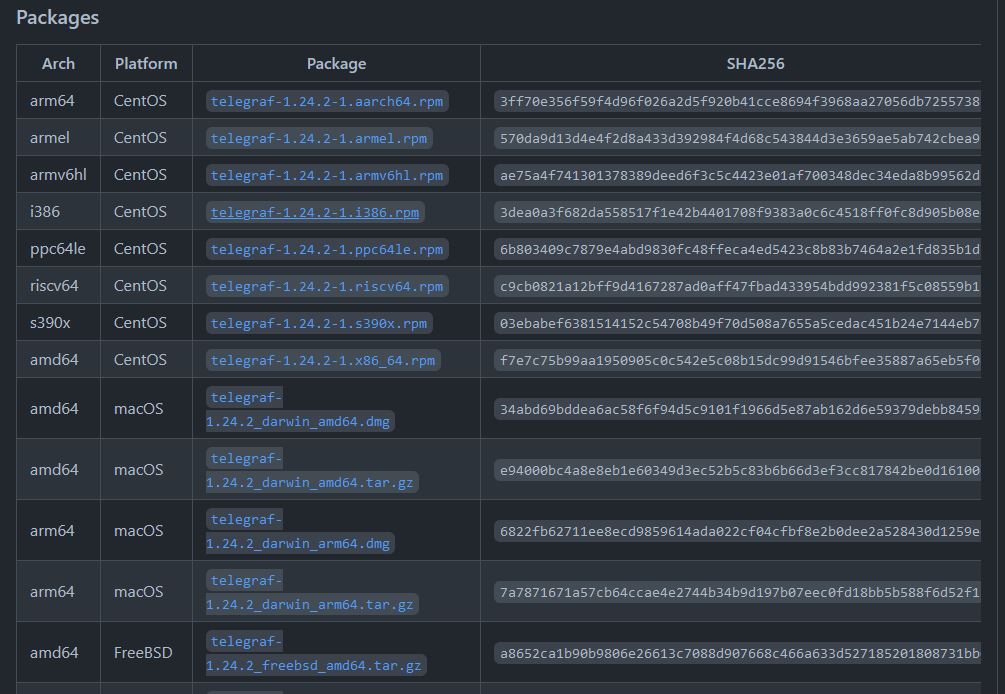 Packages
Arch Platform Package SHA256
arm64 CentOS telegraf-1.24.2-1.aarch64.rpm 3ff70e356f59f4d96f026a2d5f920b41cce8694f3968aa27056db7255738
armel CentOS telegraf-1.24.2-1.armel.rpm 570da9d13d4e4f2d8a433d392984f4d68c543844d3e3659ae5ab742cbea9
armv6hl CentOS telegraf-1.24.2-1.armv6hl.rpm ae75a4f741301378389deed6f3c5c4423e01af700348dec34eda8b99562d
i386 CentOS telegraf-1.24.2-1.i386.rpm 3dea0a3f682da558517f1e42b4401708f9383a0c6c4518ff0fc8d905b08e
ppc64le CentOS telegraf-1.24.2-1.ppc64le.rpm 6b803409c7879e4abd9830fc48ffeca4ed5423c8b83b7464a2e1fd835b1d
riscv64 CentOS telegraf-1.24.2-1.riscv64.rpm c9cb0821a12bff9d4167287ad0aff47fbad433954bdd992381f5c08559b1
s390x CentOS telegraf-1.24.2-1.s390x.rpm 03ebabef6381514152c54708b49f70d508a7655a5cedac451b24e7144eb7
amd64 CentOS telegraf-1.24.2-1.x86_64.rpm f7e7c75b99aa1950905c0c542e5c08b15dc99d91546bfee35887a65eb5f0
amd64 macOS telegraf-
1.24.2_darwin_amd64.dmg 34abd69bddea6ac58f6f94d5c9101f1966d5e87ab162d6e59379debb8459
amd64 macOS telegraf-
1.24.2_darwin_amd64.tar.gz e94000bc4a8e8eb1e60349d3ec52b5c83b6b66d3ef3cc817842be0d16100
arm64 macOS telegraf-
1.24.2_darwin_arm64.dmg 6822fb62711ee8ecd9859614ada022cf04cfbf8e2b0dee2a528430d1259e
arm64 macOS telegraf-
1.24.2_darwin_arm64.tar.gz 7a7871671a57cb64ccae4e2744b34b9d197b07eec0fd18bb5b588f6d52f1
amd64 FreeBSD telegraf-
1.24.2_freebsd_amd64.tar.gz a8652ca1b90b9806e26613c7088d907668c466a633d527185201808731bb